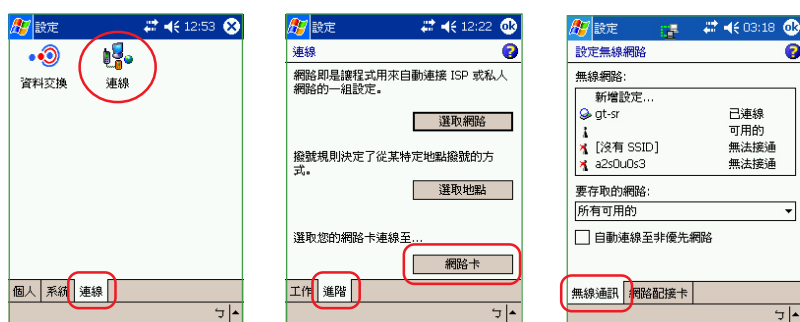 設定 12:53
資料交換 連線
個人 系統 連線
ㄅ
設定 12:22 ok
連線 ?
網路即是讓程式用來自動連接 ISP 或私人
網路的一組設定。
選取網路
撥號規則決定了從某特定地點撥號的方
式。
選取地點
選取您的網路卡連線至...
網路卡
工作 進階
ㄅ
設定 03:18 ok
設定無線網路 ?
無線網路:
新增設定...
gt-sr 已連線
可用的
[沒有 SSID] 無法接通
a2s0u0s3 無法接通
要存取的網路:
所有可用的
自動連線至非優先網路
無線通訊 網路配接卡
ㄅ